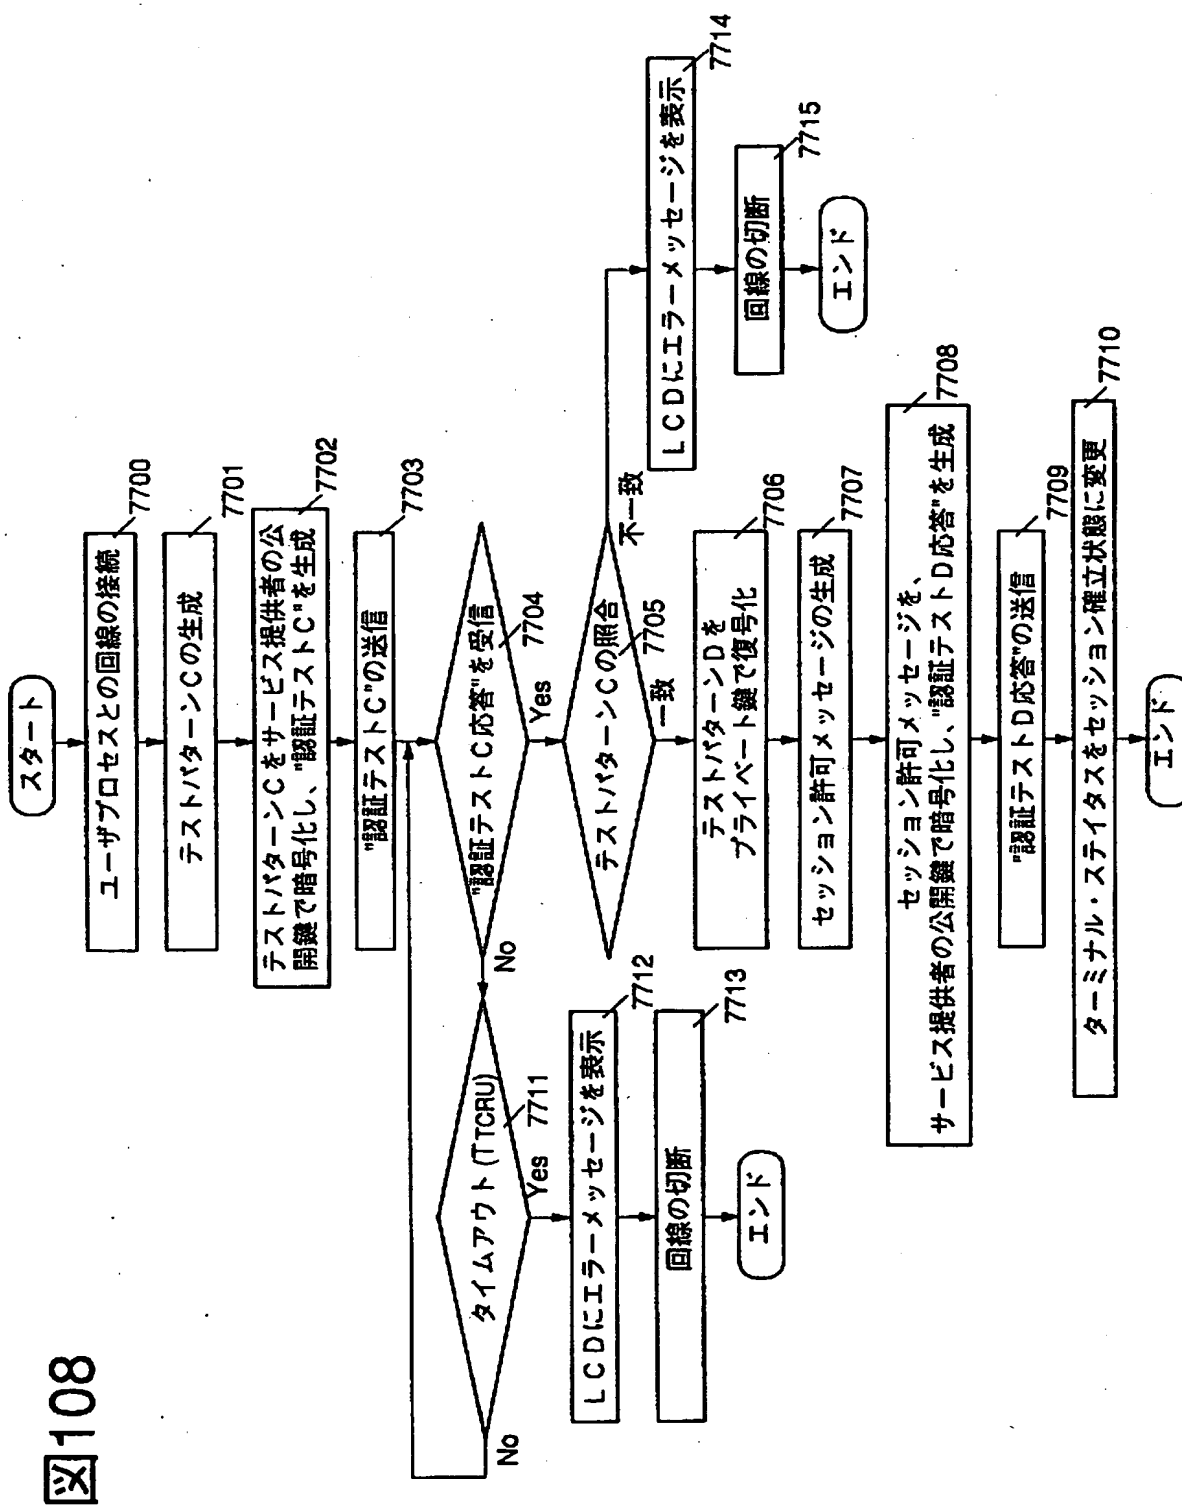 図108
スタート
ユーザプロセスとの回線の接続
7700
テストパターンCの生成
7701
テストパターンCをサービス提供者の公
開鍵で暗号化し、"認証テストC"を生成
7702
"認証テストC"の送信
7703
"認証テストC応答"を受信
7704
No
Yes
タイムアウト(TTCRU)
7711
No
Yes
LCDにエラーメッセージを表示
7712
回線の切断
7713
エンド
テストパターンCの照合
7705
不一致
一致
LCDにエラーメッセージを表示
7714
回線の切断
7715
エンド
テストパターンDを
プライベート鍵で復号化
7706
セッション許可メッセージの生成
7707
セッション許可メッセージを、
サービス提供者の公開鍵で暗号化し、"認証テストD応答"を生成
7708
"認証テストD応答"の送信
7709
ターミナル・ステイタスをセッション確立状態に変更
7710
エンド